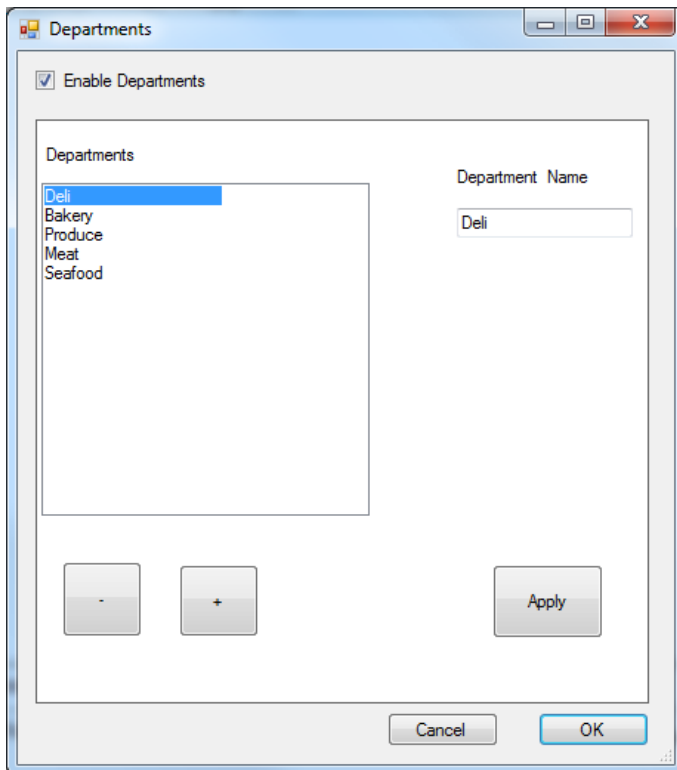 Departments
Enable Departments
Departments
Department Name
Deli
Bakery
Produce
Meat
Seafood
Deli
-
+
Apply
Cancel
OK